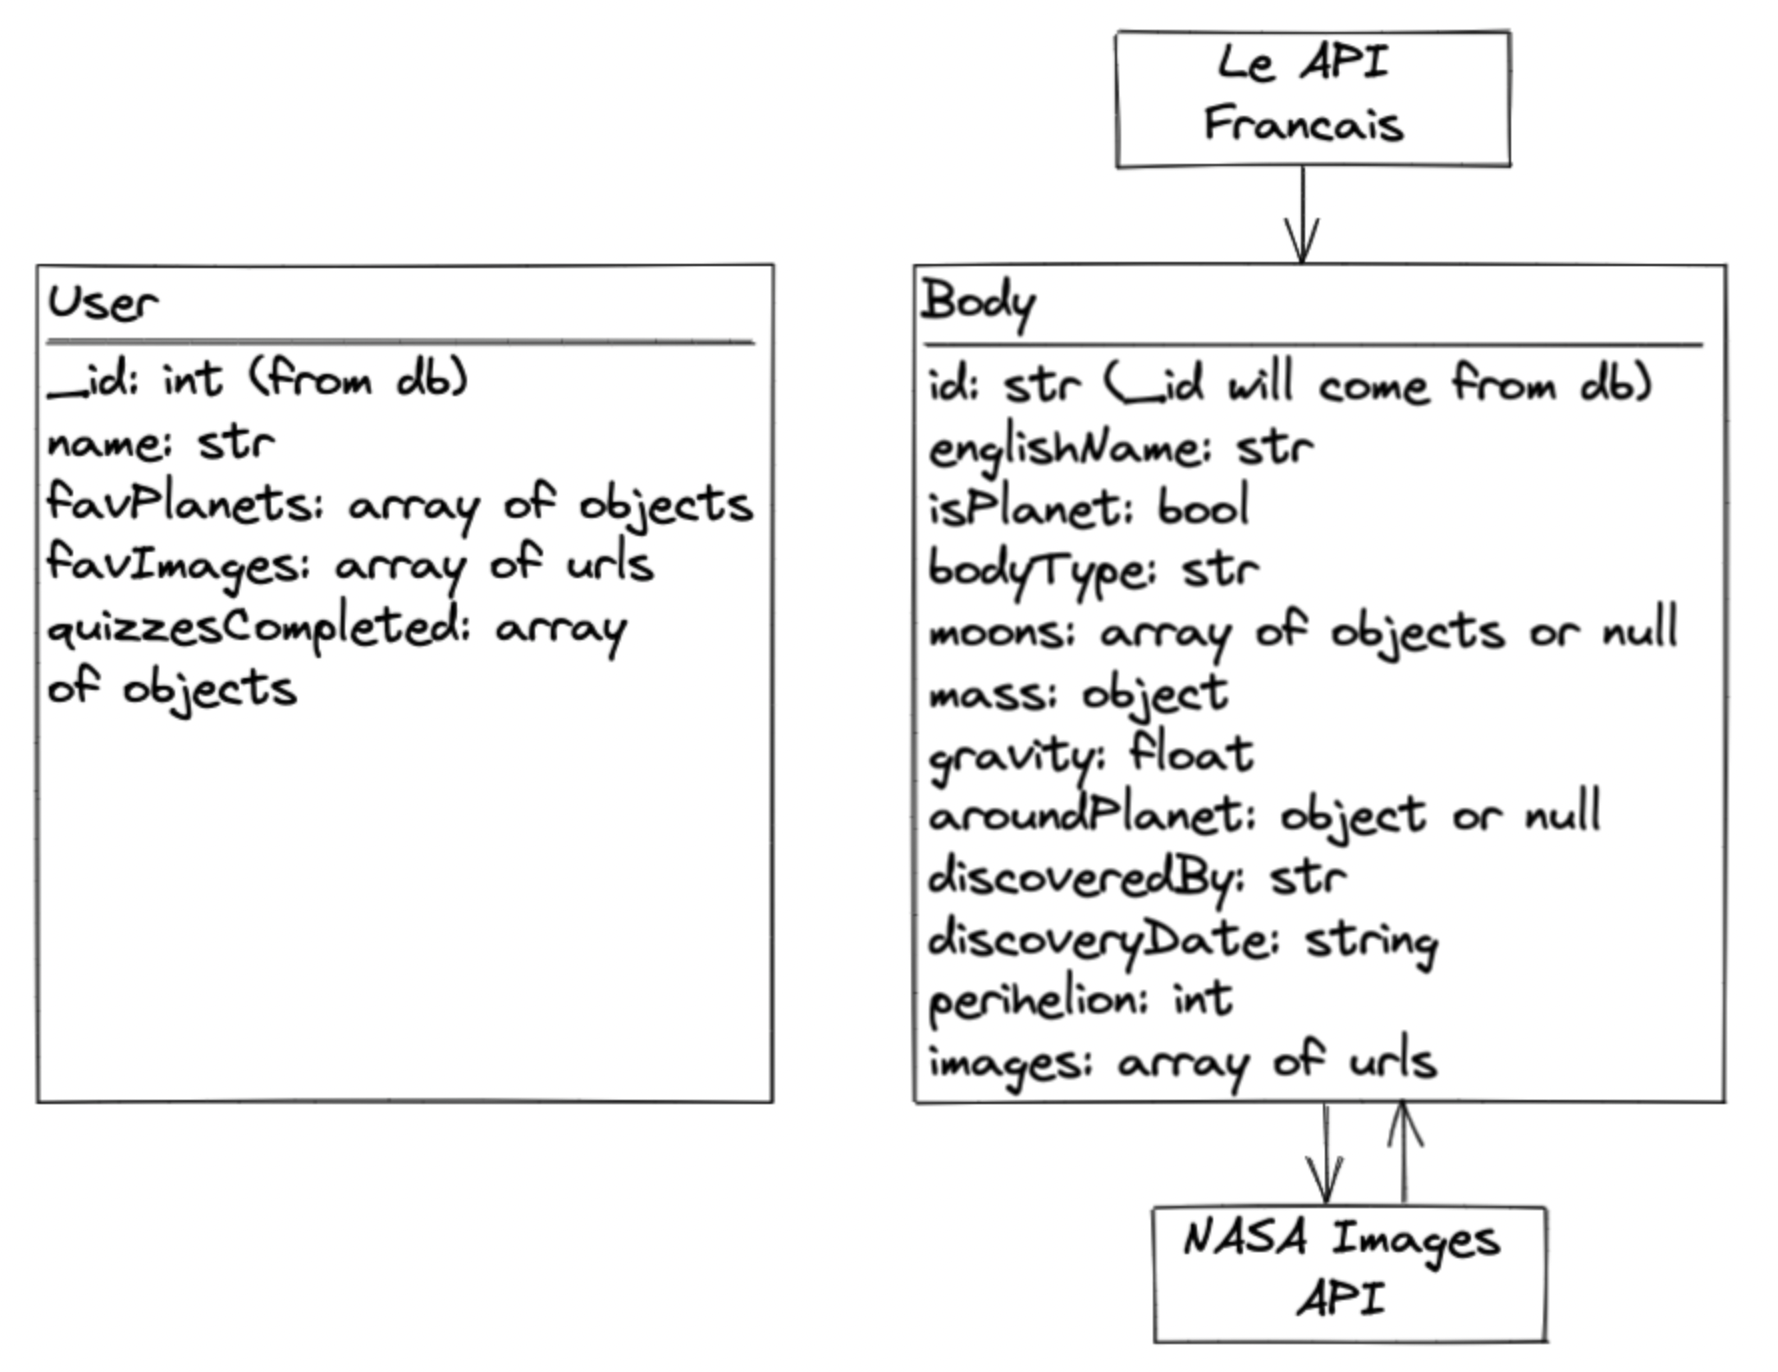 Le API
Francais
User
_id: int (from db)
name: str
favPlanets: array of objects
favImages: array of urls
quizzesCompleted: array
of objects
Body
id: str (_id will come from db)
englishName: str
isPlanet: bool
bodyType: str
moons: array of objects or null
mass: object
gravity: float
aroundPlanet: object or null
discoveredBy: str
discoveryDate: string
perihelion: int
images: array of urls
NASA Images
API